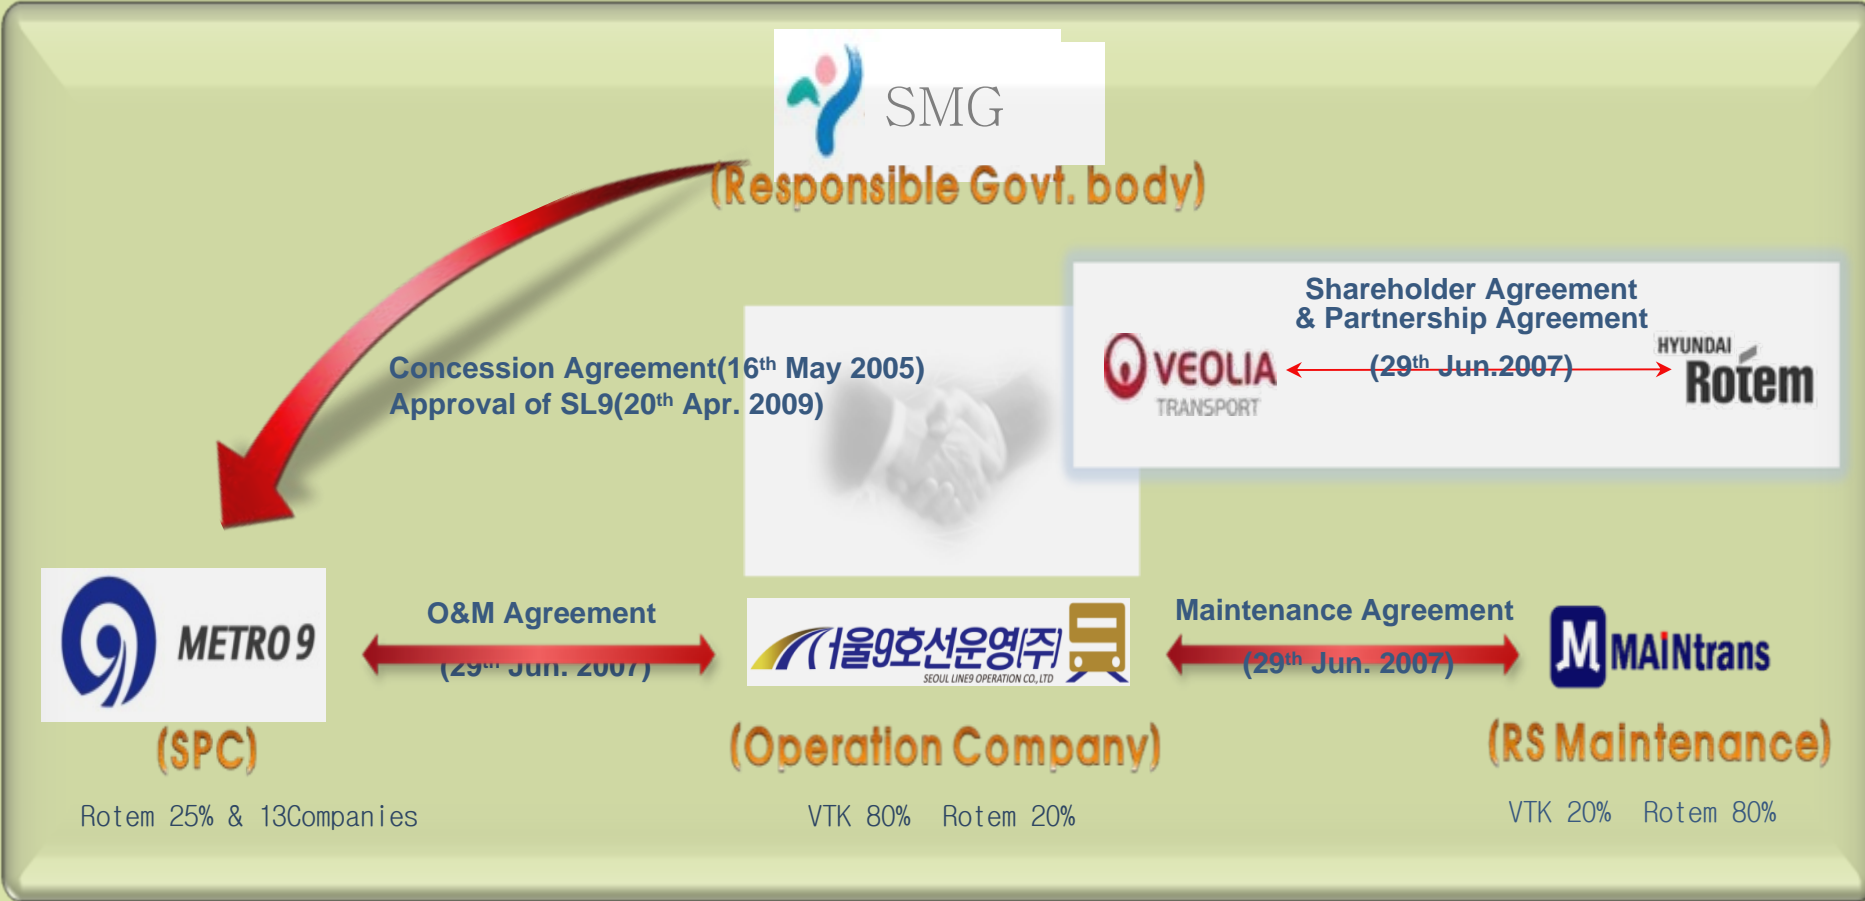 SMG
(Responsible Govt. body)
Shareholder Agreement
& Partnership Agreement
(29th Jun.2007)
VEOLIA
TRANSPORT
HYUNDAI
Rotem
Concession Agreement(16th May 2005)
Approval of SL9(20th Apr. 2009)
METRO 9
(SPC)
Rotem 25% & 13Companies
O&M Agreement
(29th Jun. 2007)
서울9호선운영(주)
SEOUL LINE9 OPERATION CO., LTD
(Operation Company)
VTK 80% Rotem 20%
Maintenance Agreement
(29th Jun. 2007)
M MAiNtrans
(RS Maintenance)
VTK 20% Rotem 80%